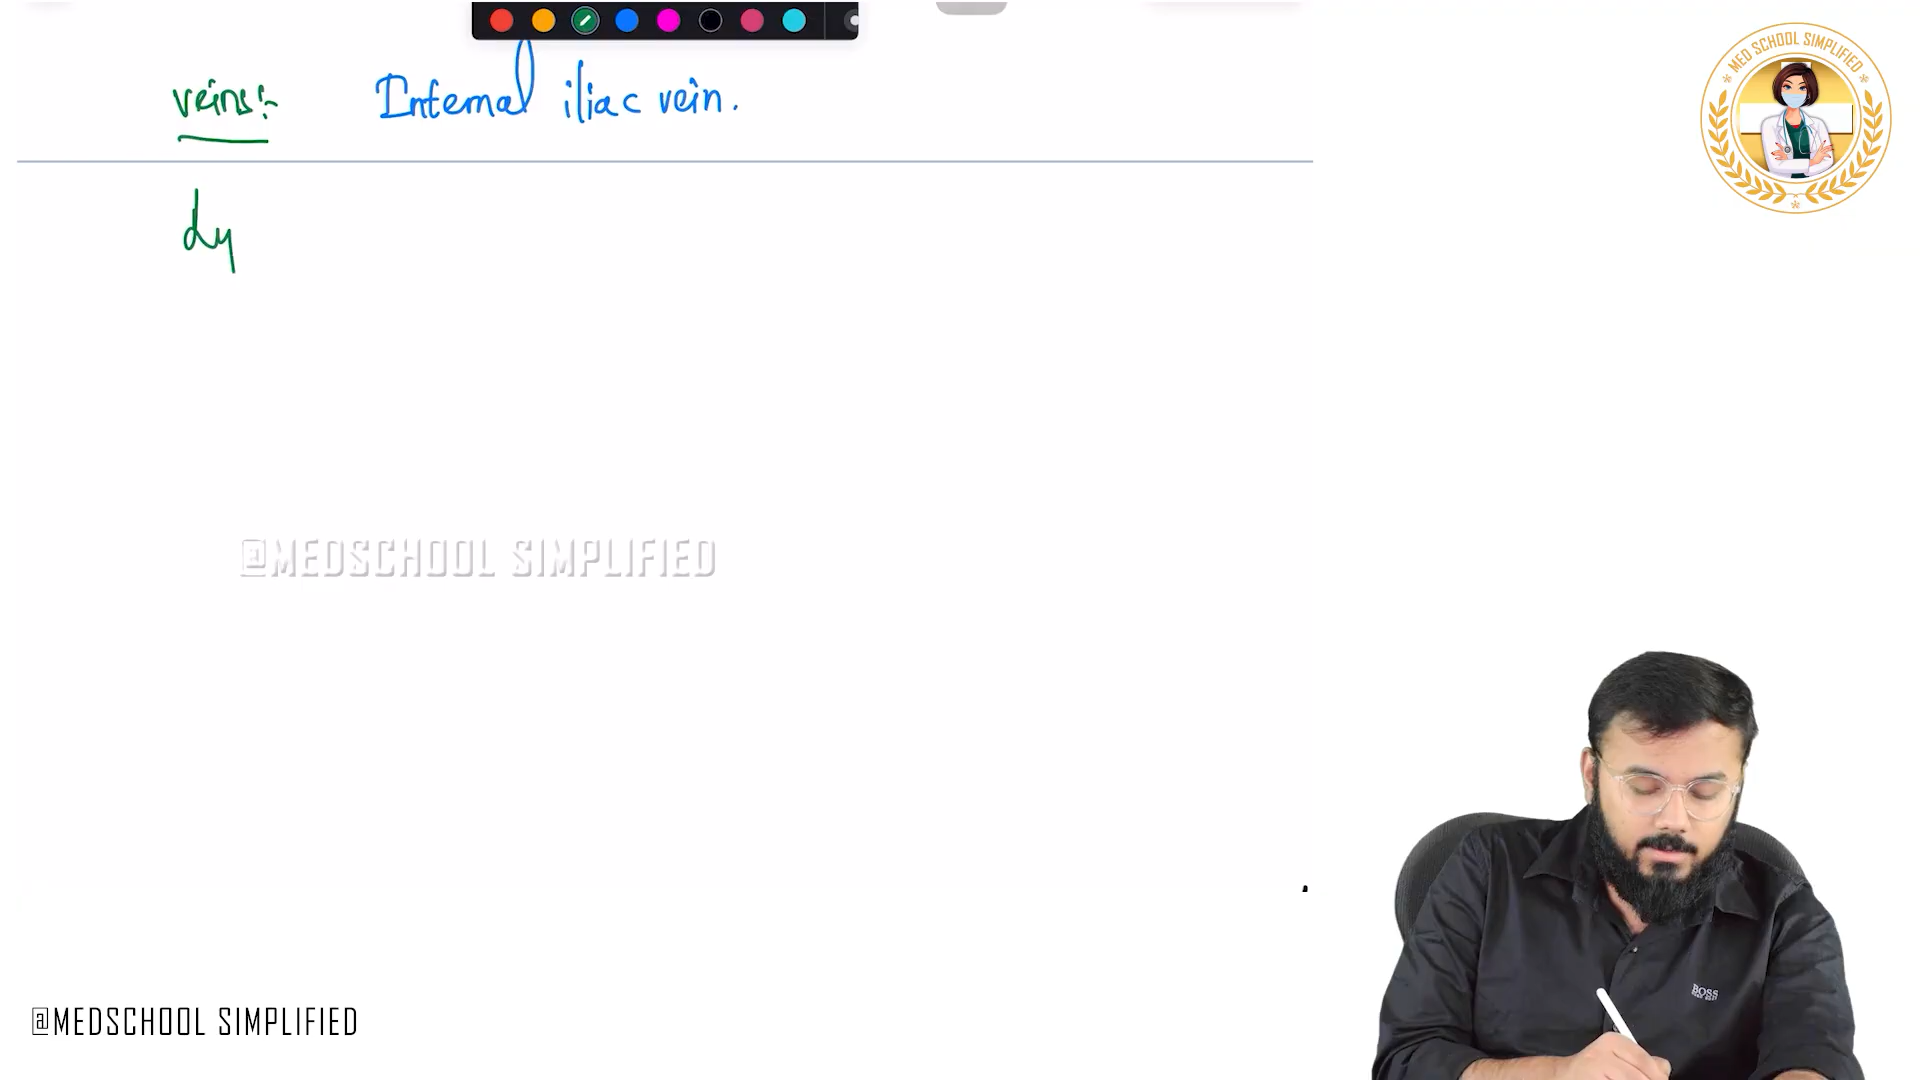 veins:-
Internal iliac vein.
Ly
MED SCHOOL SIMPLIFIED
@MEDSCHOOL SIMPLIFIED
BOSS
@MEDSCHOOL SIMPLIFIED